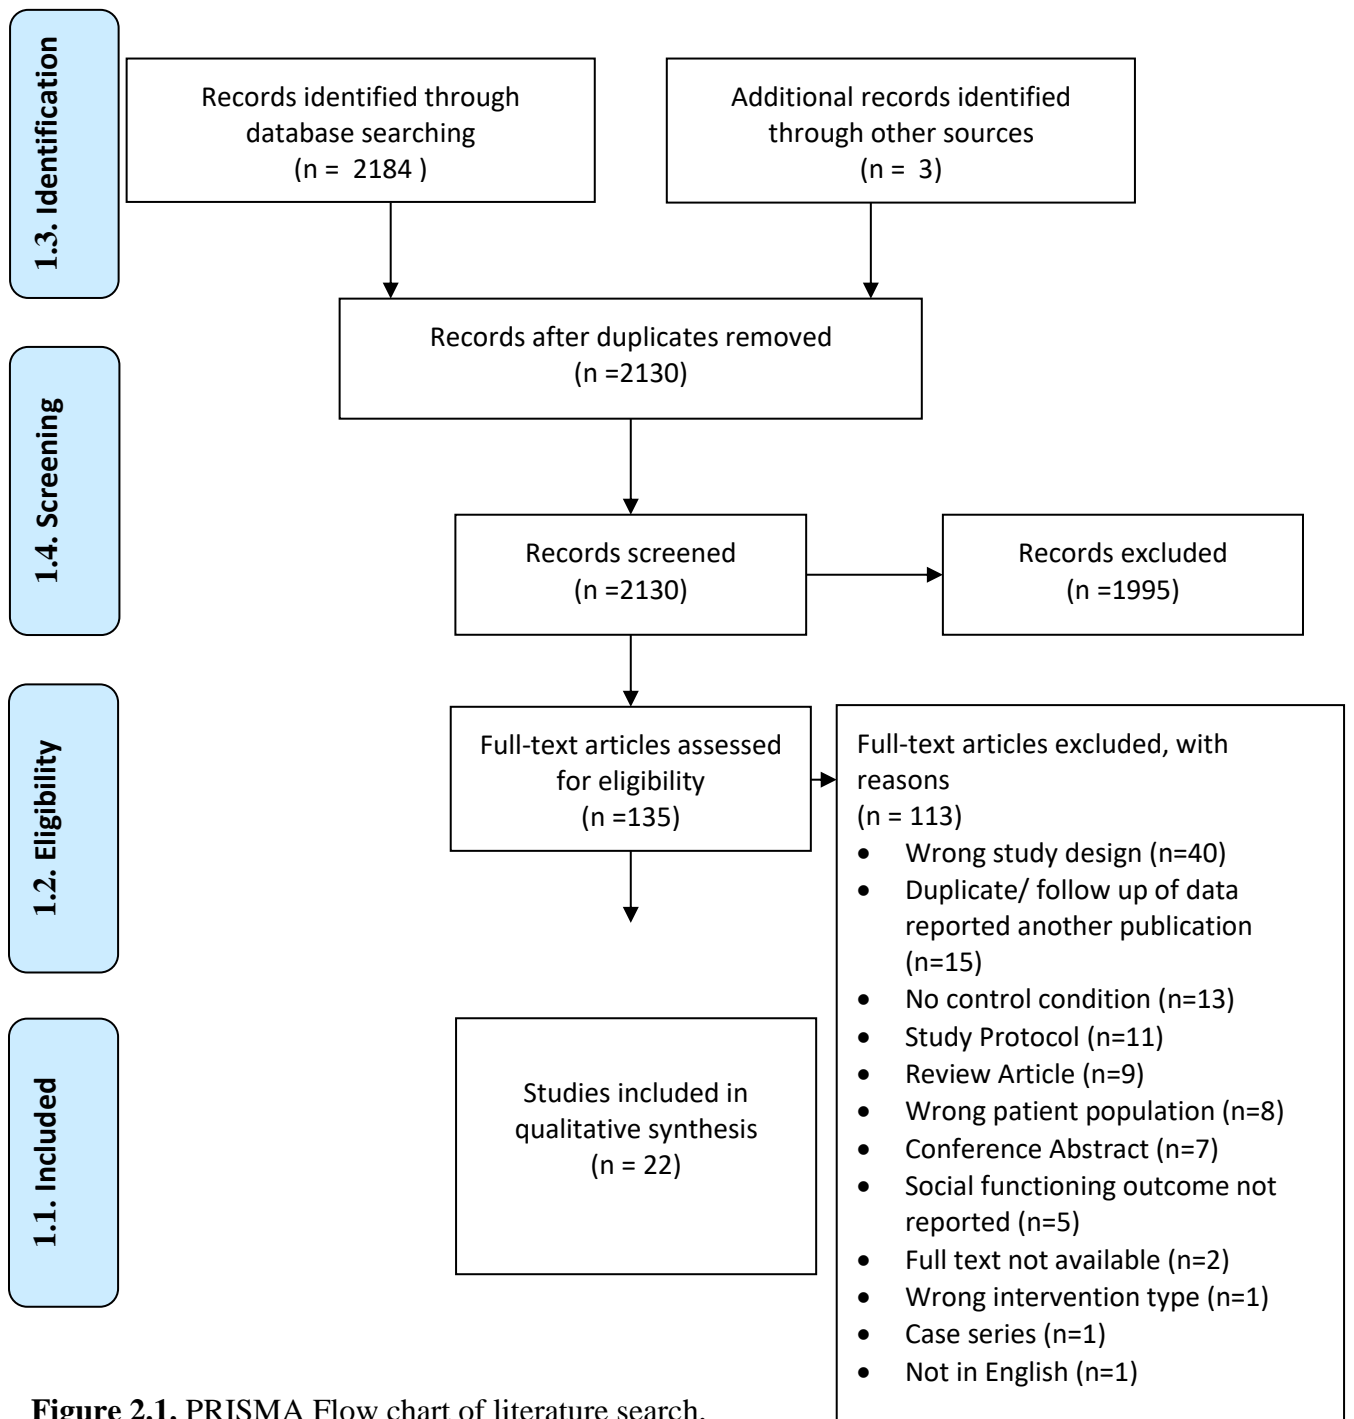 1.3. Identification
Records identified through
database searching
(n = 2184 )
Additional records identified
through other sources
(n = 3)
Records after duplicates removed
(n =2130)
1.4. Screening
Records screened
(n =2130)
Records excluded
(n =1995)
1.2. Eligibility
Full-text articles assessed
for eligibility
(n =135)
Full-text articles excluded, with
reasons
(n = 113)
• Wrong study design (n=40)
• Duplicate/ follow up of data
reported another publication
(n=15)
• No control condition (n=13)
• Study Protocol (n=11)
• Review Article (n=9)
• Wrong patient population (n=8)
• Conference Abstract (n=7)
• Social functioning outcome not
reported (n=5)
• Full text not available (n=2)
• Wrong intervention type (n=1)
• Case series (n=1)
• Not in English (n=1)
1.1. Included
Studies included in
qualitative synthesis
(n = 22)
Figure 2.1. PRISMA Flow chart of literature search.